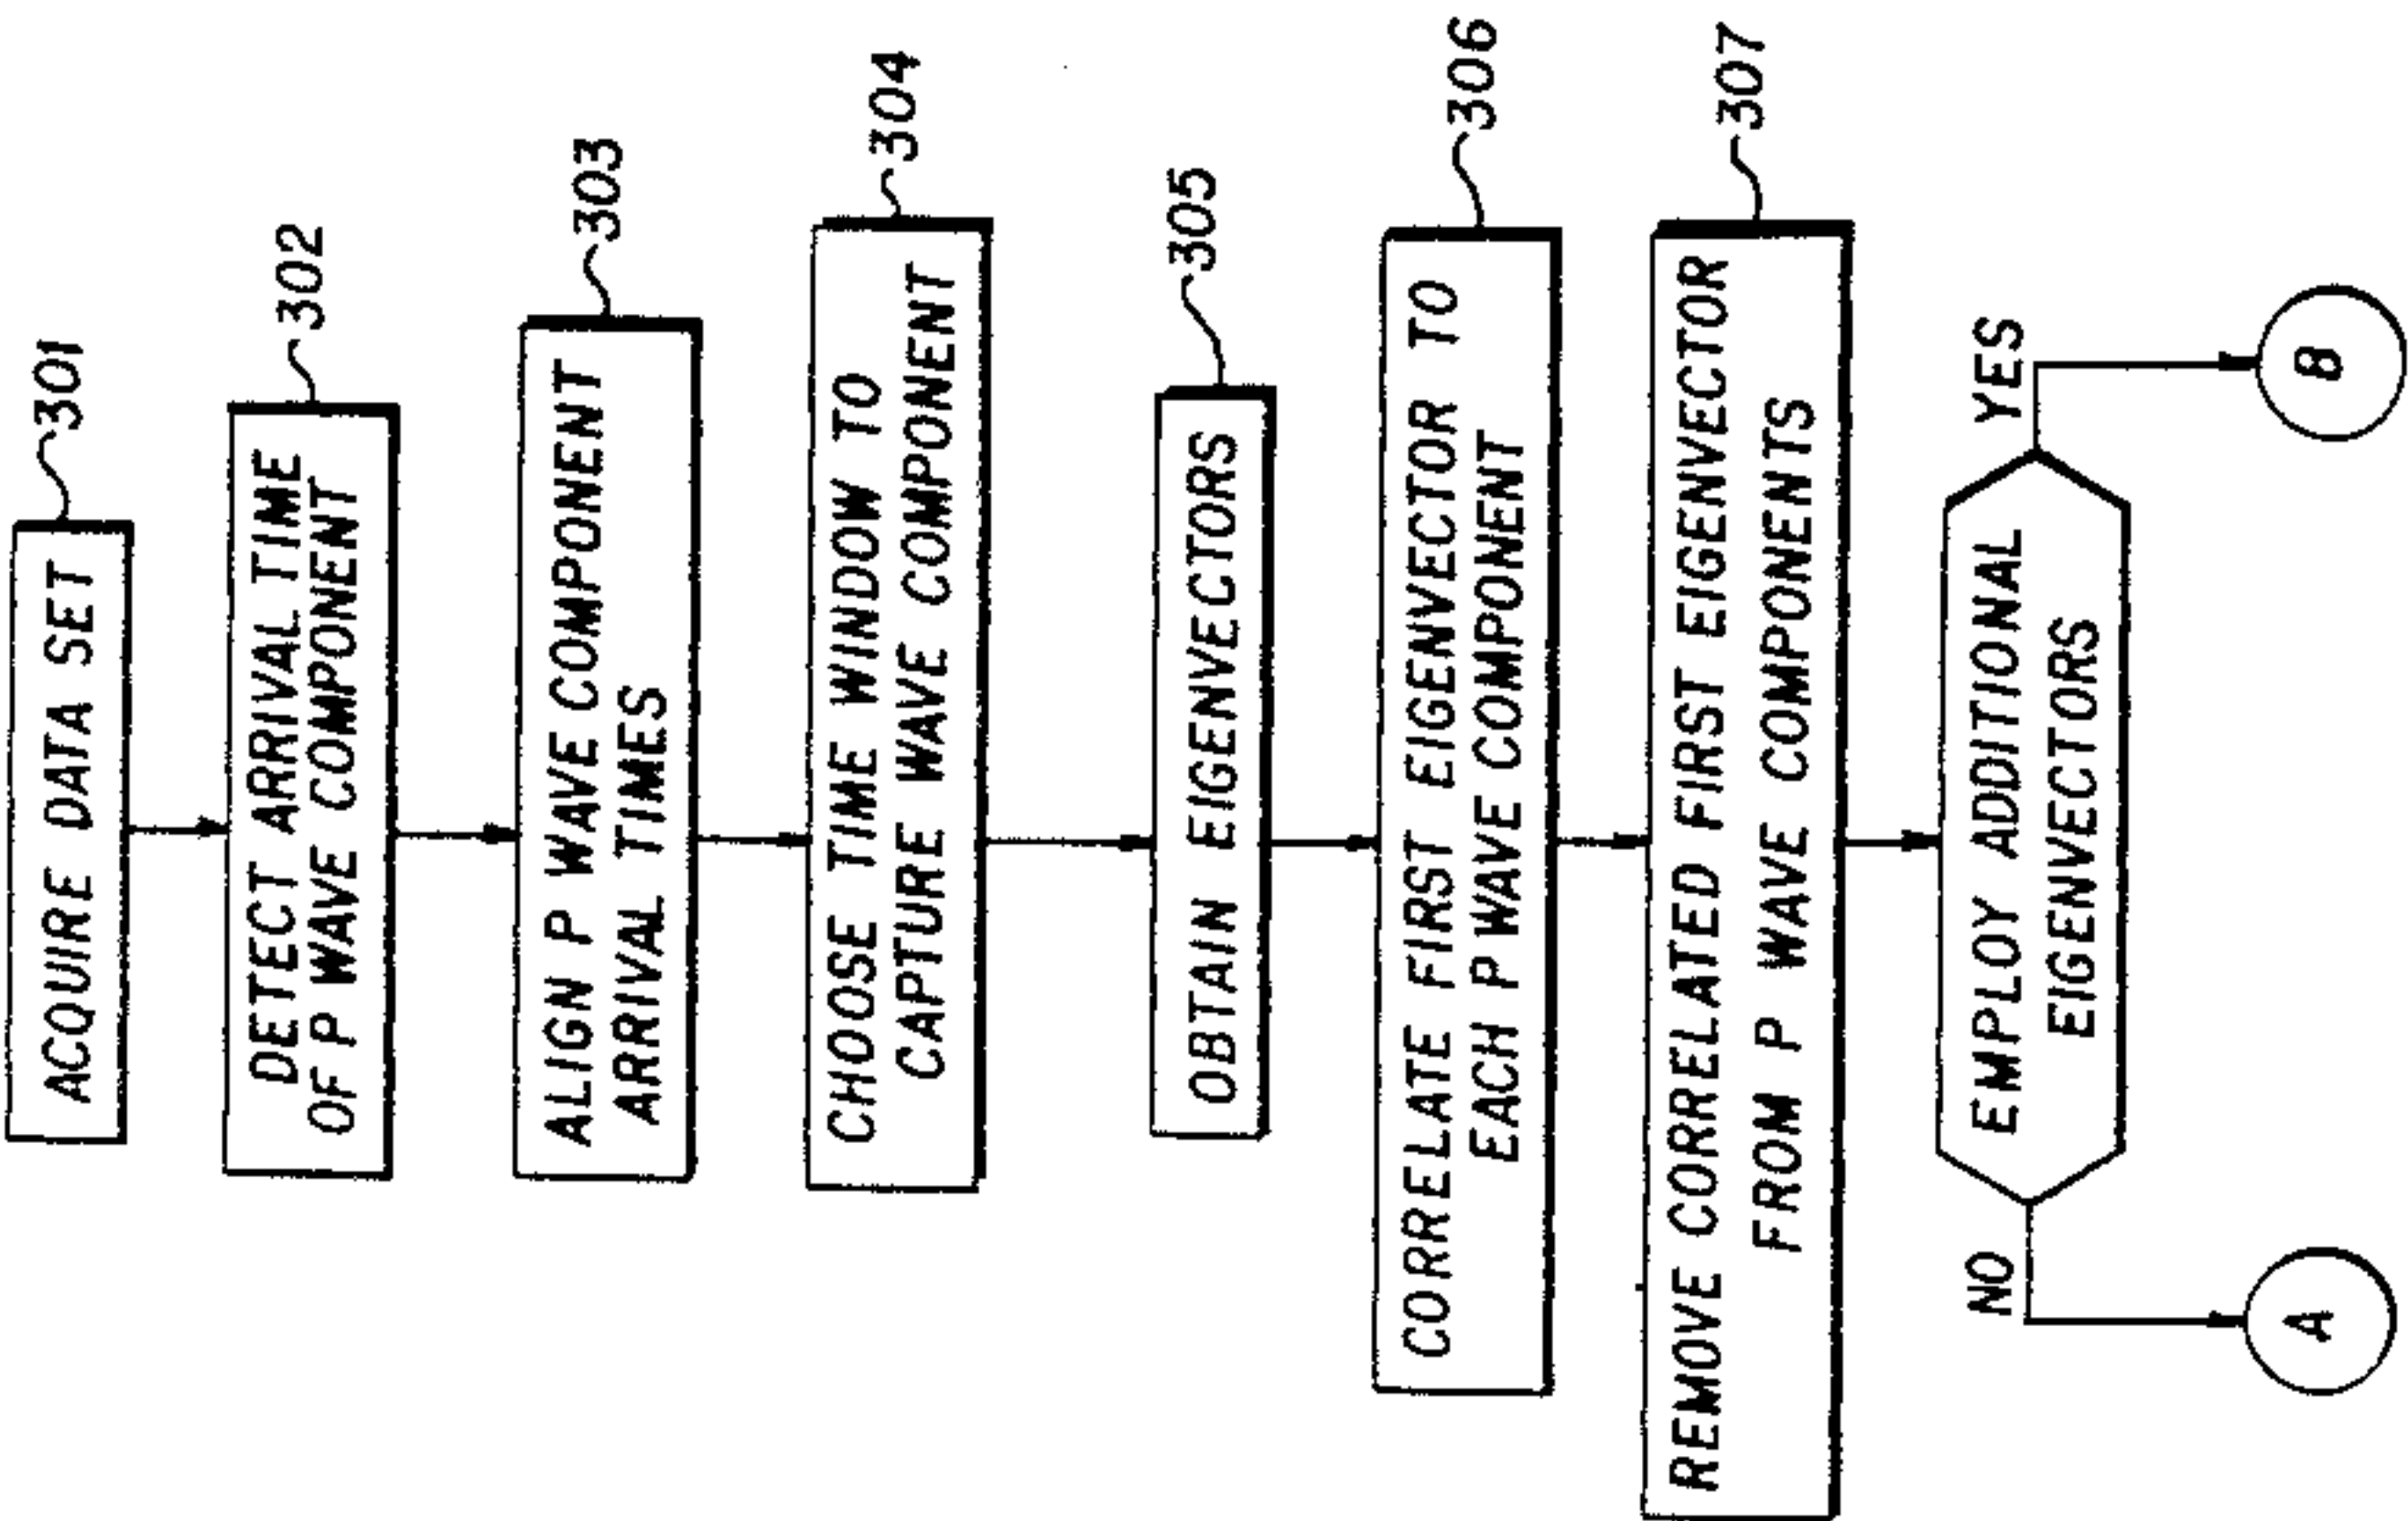 301
ACQUIRE DATA SET
302
DETECT ARRIVAL TIME
OF P WAVE COMPONENT
303
ALIGN P WAVE COMPONENT
ARRIVAL TIMES
304
CHOOSE TIME WINDOW TO
CAPTURE WAVE COMPONENT
305
OBTAIN EIGENVECTORS
306
CORRELATE FIRST EIGENVECTOR TO
EACH P WAVE COMPONENT
307
REMOVE CORRELATED FIRST EIGENVECTOR
FROM P WAVE COMPONENTS
EMPLOY ADDITIONAL
EIGENVECTORS
NO
YES
A
B